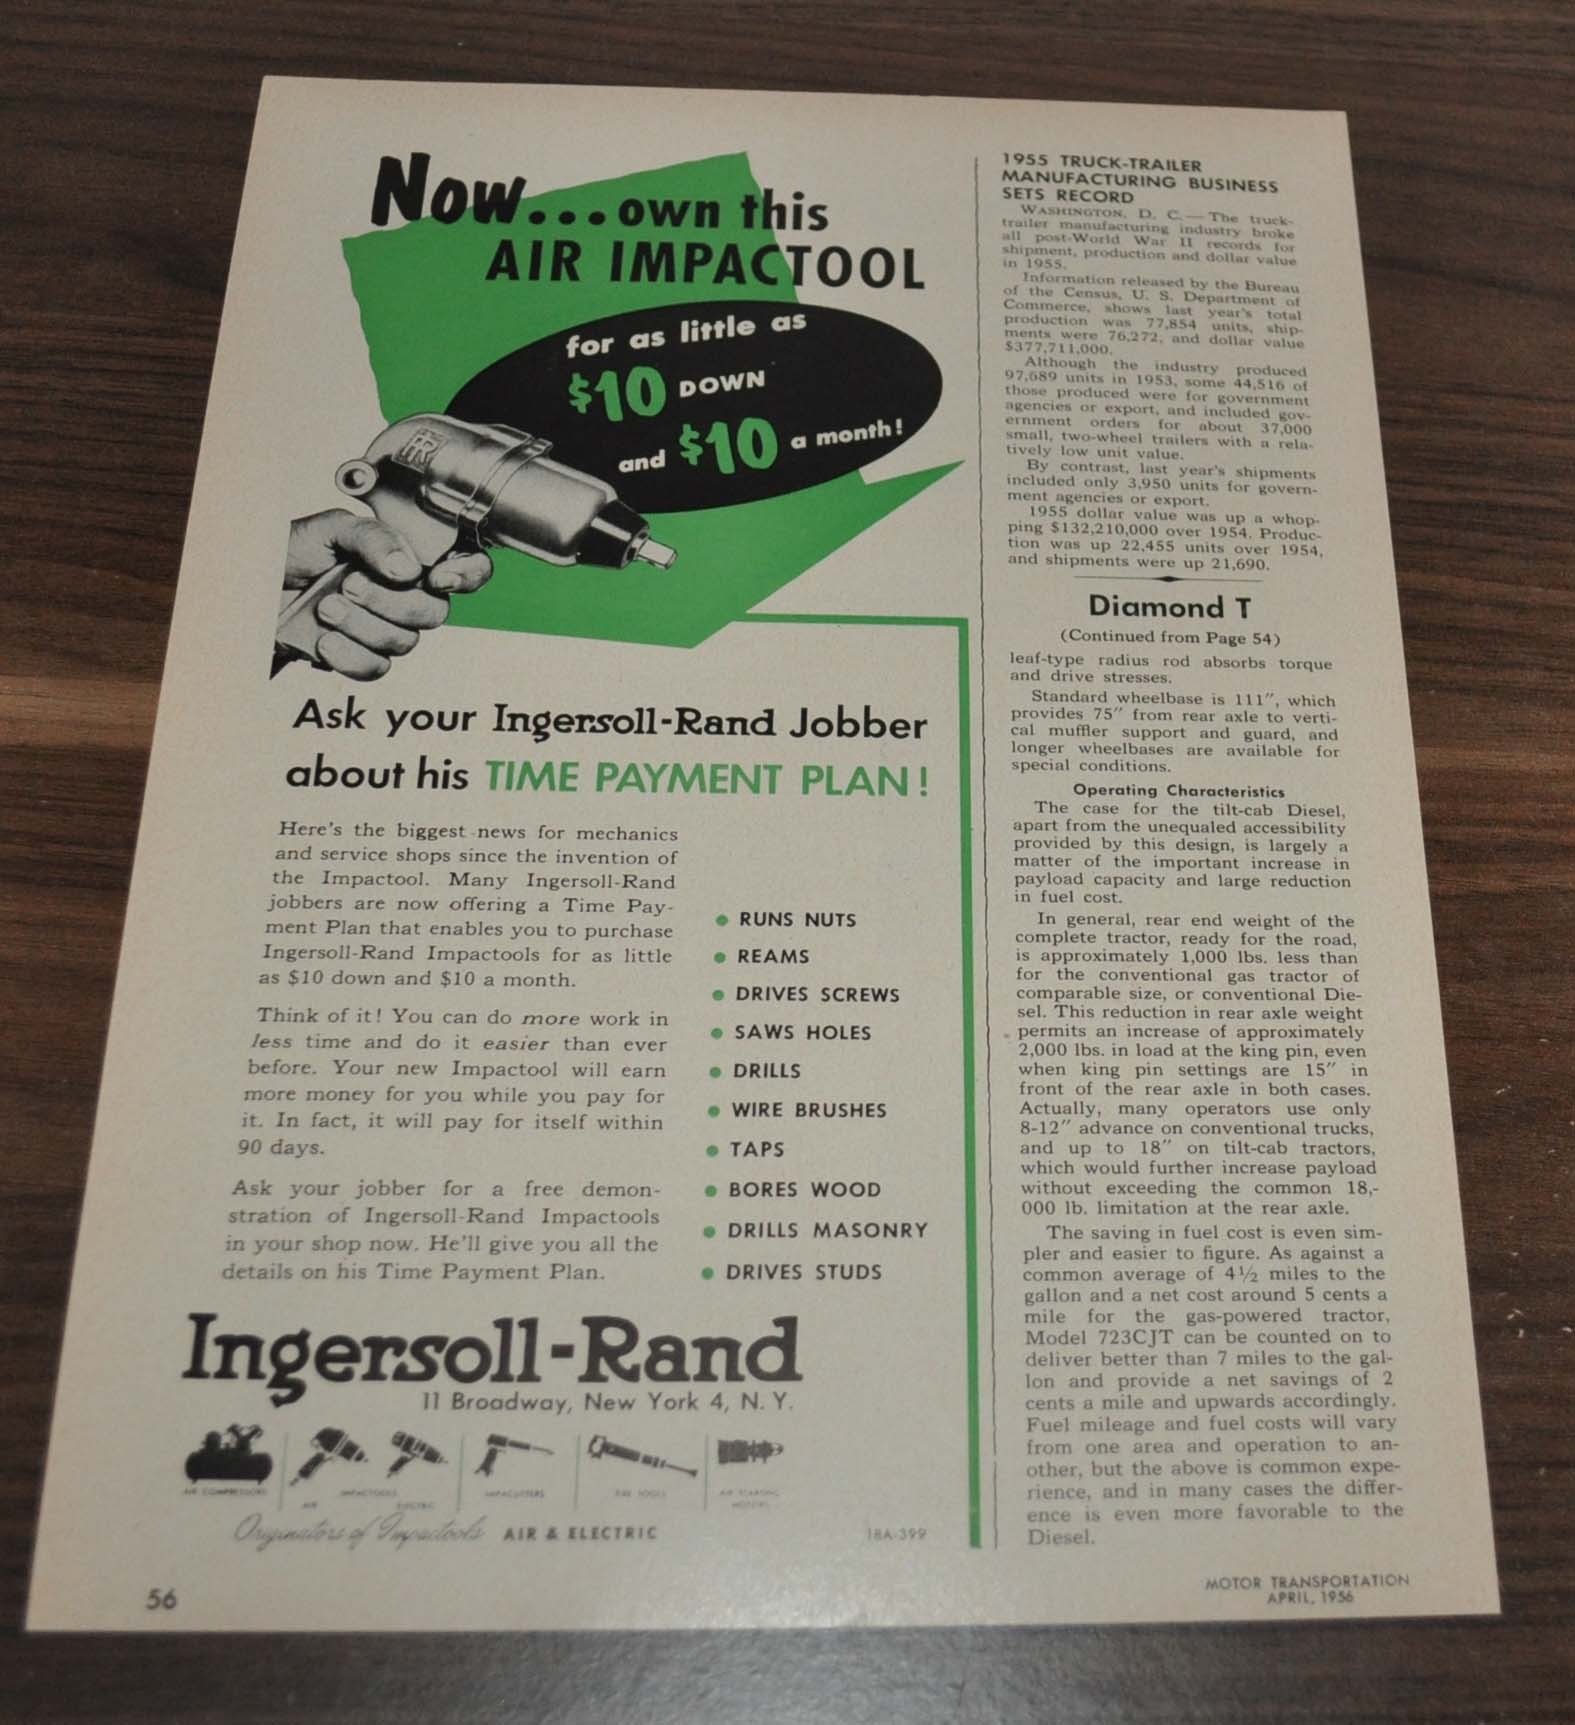 Now...own this
AIR IMPACTOOL
for as little as
$10 DOWN
and $10 a month!
IR
Ask your Ingersoll-Rand Jobber
about his TIME PAYMENT PLAN!
Here's the biggest news for mechanics
and service shops since the invention of
the Impactool. Many Ingersoll-Rand
jobbers are now offering a Time Pay-
ment Plan that enables you to purchase
Ingersoll-Rand Impactools for as little
as $10 down and $10 a month.
Think of it! You can do more work in
less time and do it easier than ever
before. Your new Impactool will earn
more money for you while you pay for
it. In fact, it will pay for itself within
90 days.
Ask your jobber for a free demon-
stration of Ingersoll-Rand Impactools
in your shop now. He'll give you all the
details on his Time Payment Plan.
• RUNS NUTS
• REAMS
• DRIVES SCREWS
• SAWS HOLES
• DRILLS
• WIRE BRUSHES
• TAPS
• BORES WOOD
• DRILLS MASONRY
• DRIVES STUDS
Ingersoll-Rand
11 Broadway, New York 4, N. Y.
AIR COMPRESSORS
IMPACTOOLS
AIR ELECTRIC
IMPACUTTERS
AIR STARTING
MOTORS
Originators of Impactools AIR & ELECTRIC
18A-399
56
1955 TRUCK-TRAILER
MANUFACTURING BUSINESS
SETS RECORD
WASHINGTON, D. C.—The truck-
trailer manufacturing industry broke
all post-World War II records for
shipment, production and dollar value
in 1955.
Information released by the Bureau
of the Census, U. S. Department of
Commerce, shows last year's total
production was 77,854 units, ship-
ments were 76,272, and dollar value
$377,711,000.
Although the industry produced
97,689 units in 1953, some 44,516 of
those produced were for government
agencies or export, and included gov-
ernment orders for about 37,000
small, two-wheel trailers with a rela-
tively low unit value.
By contrast, last year's shipments
included only 3,950 units for govern-
ment agencies or export.
1955 dollar value was up a whop-
ping $132,210,000 over 1954. Produc-
tion was up 22,455 units over 1954,
and shipments were up 21,690.
Diamond T
(Continued from Page 54)
leaf-type radius rod absorbs torque
and drive stresses.
Standard wheelbase is 111″, which
provides 75″ from rear axle to verti-
cal muffler support and guard, and
longer wheelbases are available for
special conditions.
Operating Characteristics
The case for the tilt-cab Diesel,
apart from the unequaled accessibility
provided by this design, is largely a
matter of the important increase in
payload capacity and large reduction
in fuel cost.
In general, rear end weight of the
complete tractor, ready for the road,
is approximately 1,000 lbs. less than
for the conventional gas tractor of
comparable size, or conventional Die-
sel. This reduction in rear axle weight
permits an increase of approximately
2,000 lbs. in load at the king pin, even
when king pin settings are 15″ in
front of the rear axle in both cases.
Actually, many operators use only
8-12″ advance on conventional trucks,
and up to 18″ on tilt-cab tractors,
which would further increase payload
without exceeding the common 18,-
000 lb. limitation at the rear axle.
The saving in fuel cost is even sim-
pler and easier to figure. As against a
common average of 4½ miles to the
gallon and a net cost around 5 cents a
mile for the gas-powered tractor,
Model 723CJT can be counted on to
deliver better than 7 miles to the gal-
lon and provide a net savings of 2
cents a mile and upwards accordingly.
Fuel mileage and fuel costs will vary
from one area and operation to an-
other, but the above is common expe-
rience, and in many cases the differ-
ence is even more favorable to the
Diesel.
MOTOR TRANSPORTATION
APRIL, 1956